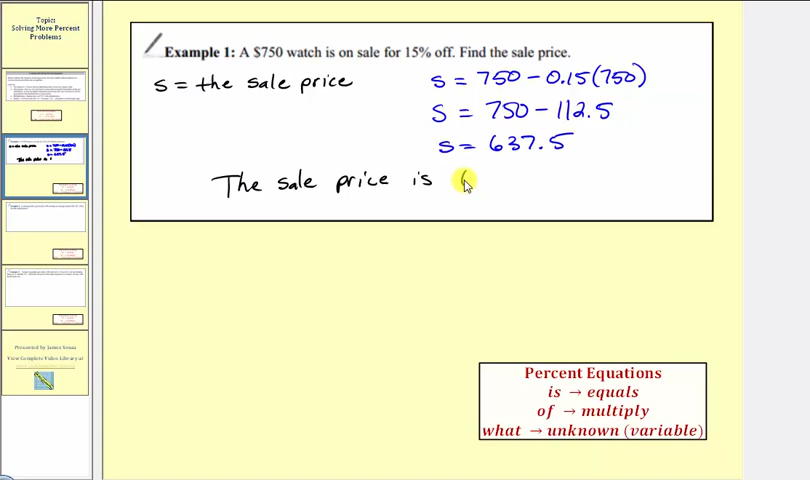 Topic:
Solving More Percent
Problems
Example 1: A $750 watch is on sale for 15% off. Find the sale price.
s = the sale price
s = 750 - 0.15(750)
s = 750 - 112.5
s = 637.5
The sale price is
Percent Equations
is → equals
of → multiply
what → unknown (variable)
Presented by James Sousa
View Complete Video Library at